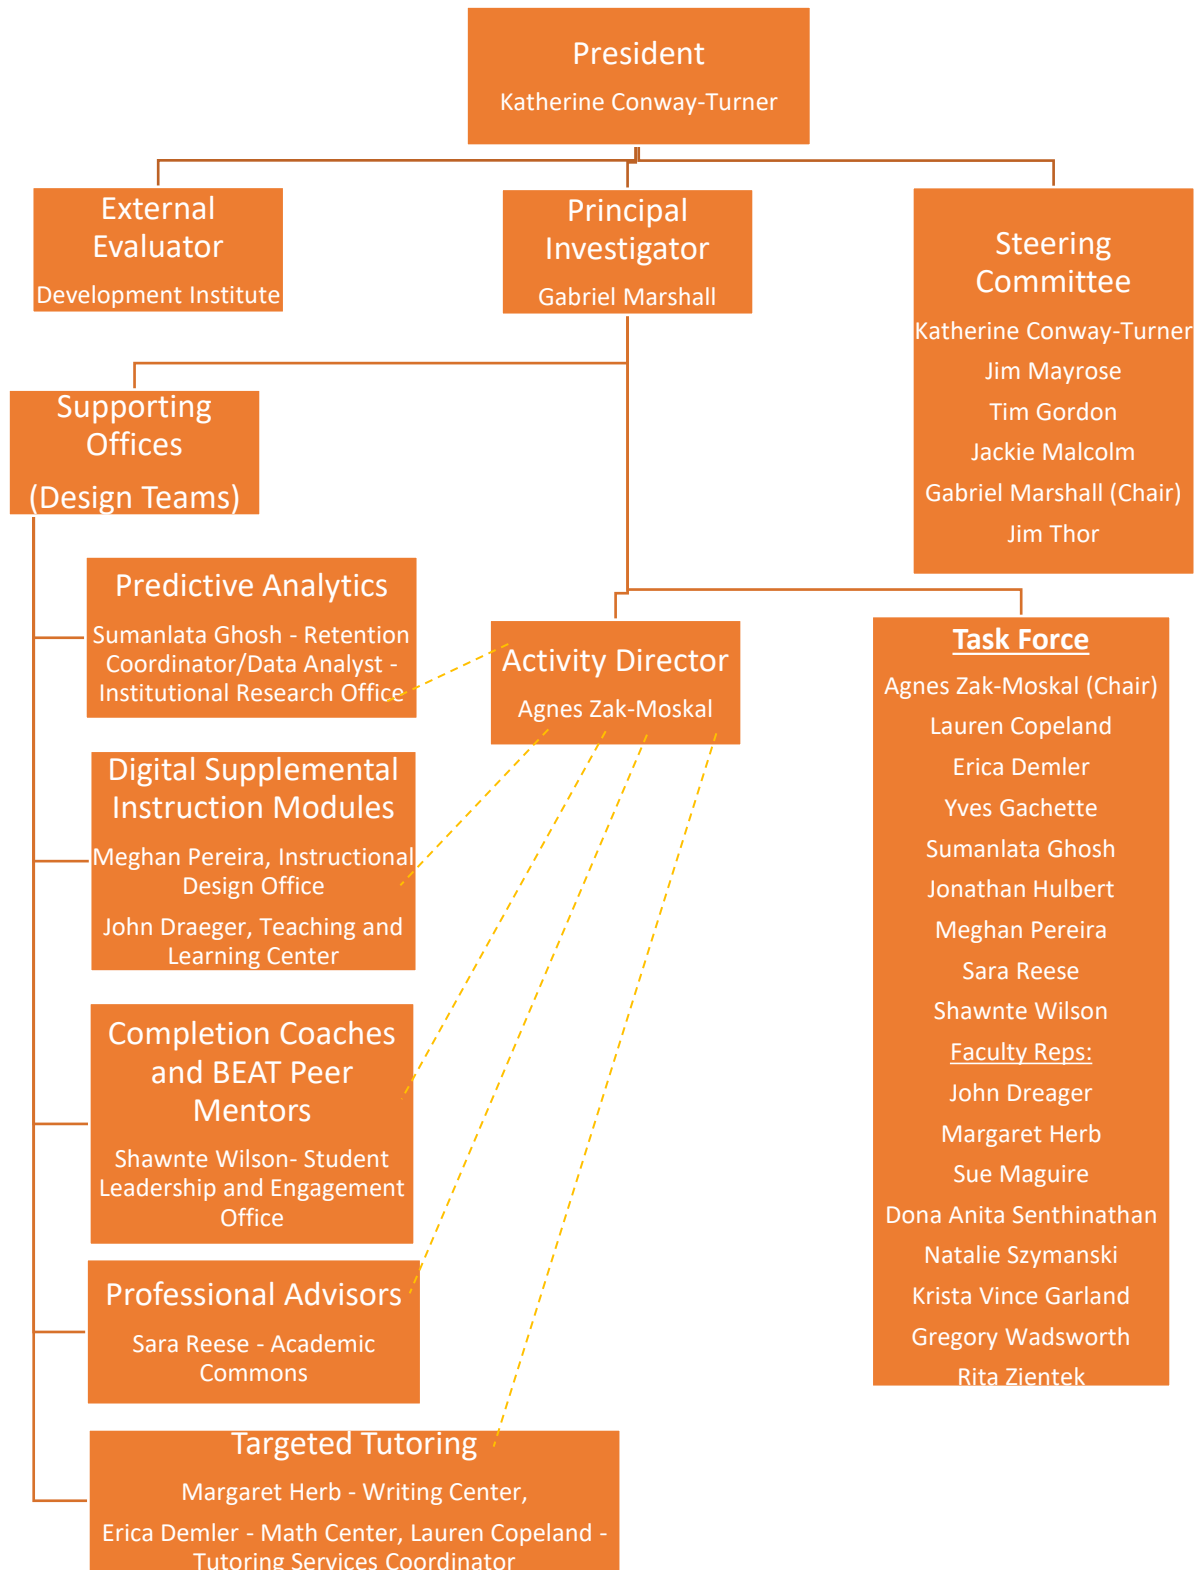 President
Katherine Conway-Turner
External
Evaluator
Development Institute
Principal
Investigator
Gabriel Marshall
Steering
Committee
Katherine Conway-Turner
Jim Mayrose
Tim Gordon
Jackie Malcolm
Gabriel Marshall (Chair)
Jim Thor
Supporting
Offices
(Design Teams)
Predictive Analytics
Sumanlata Ghosh - Retention
Coordinator/Data Analyst -
Institutional Research Office
Digital Supplemental
Instruction Modules
Meghan Pereira, Instructional
Design Office
John Draeger, Teaching and
Learning Center
Completion Coaches
and BEAT Peer
Mentors
Shawnte Wilson- Student
Leadership and Engagement
Office
Professional Advisors
Sara Reese - Academic
Commons
Targeted Tutoring
Margaret Herb - Writing Center,
Erica Demler - Math Center, Lauren Copeland -
Tutoring Services Coordinator
Activity Director
Agnes Zak-Moskal
Task Force
Agnes Zak-Moskal (Chair)
Lauren Copeland
Erica Demler
Yves Gachette
Sumanlata Ghosh
Jonathan Hulbert
Meghan Pereira
Sara Reese
Shawnte Wilson
Faculty Reps:
John Dreager
Margaret Herb
Sue Maguire
Dona Anita Senthinathan
Natalie Szymanski
Krista Vince Garland
Gregory Wadsworth
Rita Zientek